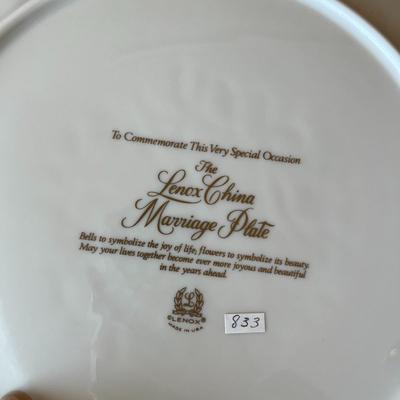 To Commemorate This Very Special Occasion
The
Lenox China
Marriage Plate
Bells to symbolize the joy of life, flowers to symbolize its beauty.
May your lives together become ever more joyous and beautiful
in the years ahead.
L
©LENOX®
MADE IN U.S.A.
833